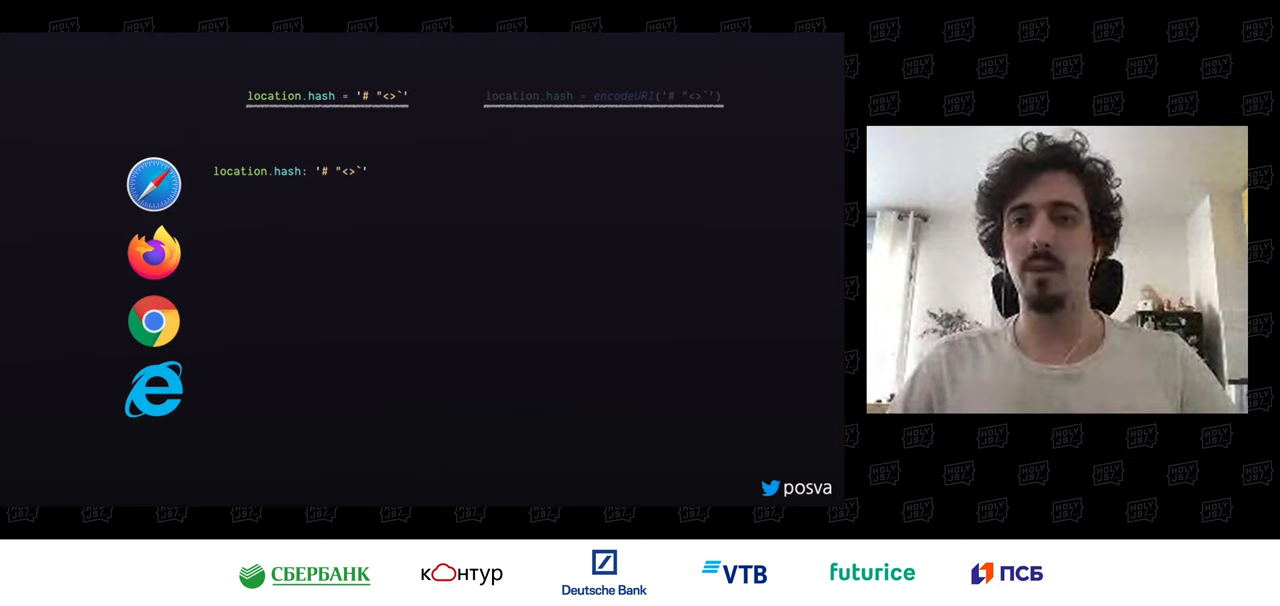 location.hash = '# "<>`'
location.hash = encodeURI('# "<>`')
location.hash: '# "<>`'
posva
HOLY JS/
СБЕРБАНК
КОНТУР
Deutsche Bank
VTB
futurice
ПСБ